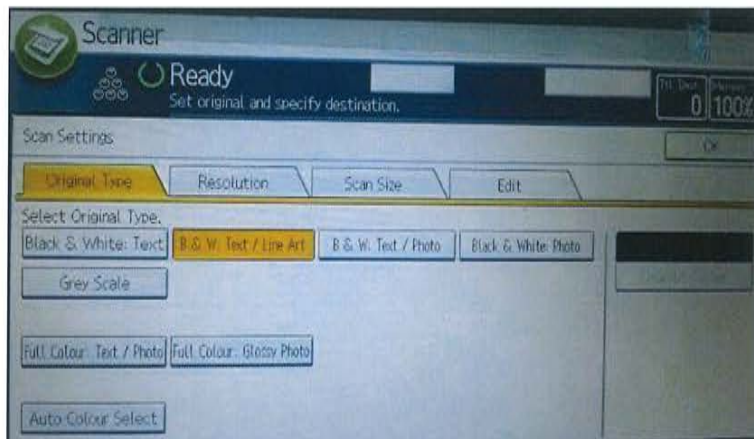 Scanner
Ready
Set original and specify destination.
0 100
Scan Settings
OK
Original Type Resolution Scan Size Edit
Select Original Type.
Black & White: Text B & W: Text / Line Art B & W: Text / Photo Black & White: Photo
Grey Scale
Full Colour: Text / Photo Full Colour: Glossy Photo
Auto Colour Select